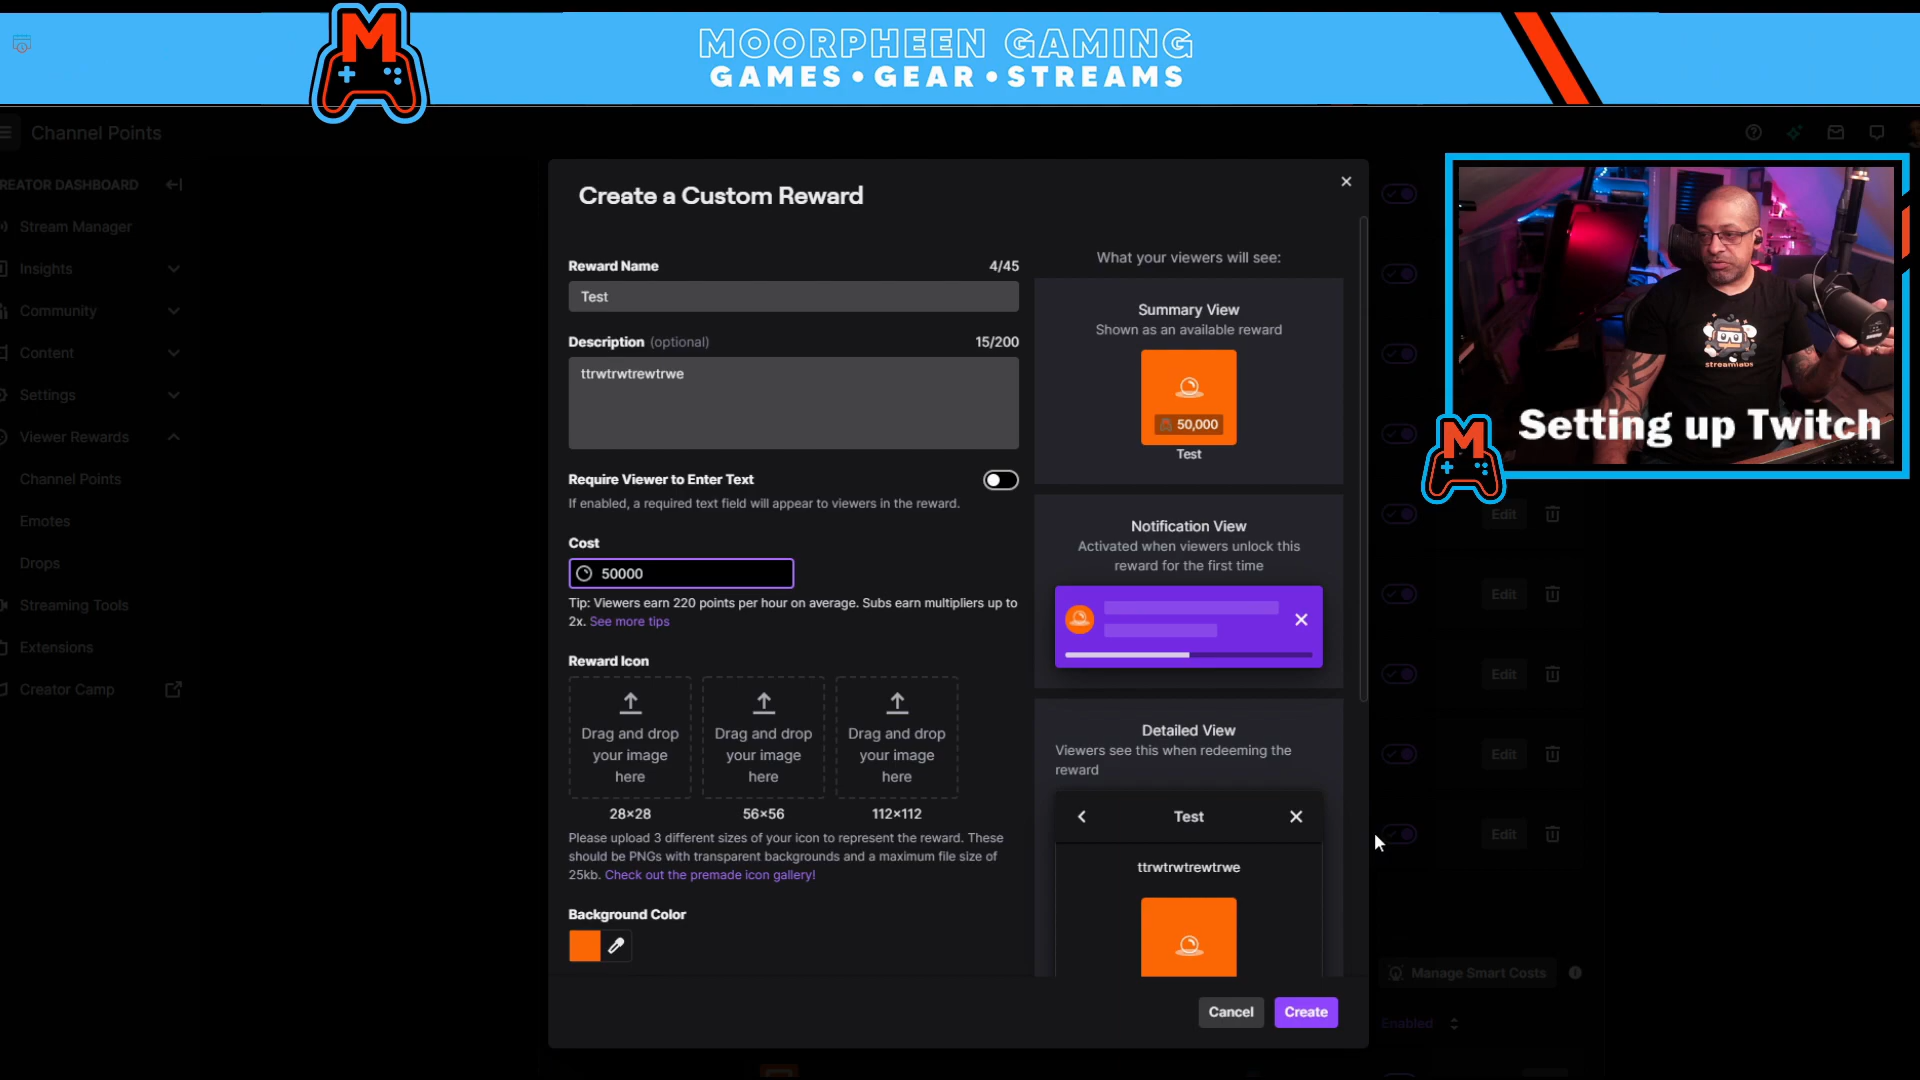 M
MOORPHEEN GAMING
GAMES • GEAR • STREAMS
Channel Points
REATOR DASHBOARD
Stream Manager
Insights
Community
Content
Settings
Viewer Rewards
Channel Points
Emotes
Drops
Streaming Tools
Extensions
Creator Camp
Create a Custom Reward
Reward Name
4/45
Test
Description (optional)
15/200
ttrwtrwtrewtrwe
Require Viewer to Enter Text
If enabled, a required text field will appear to viewers in the reward.
Cost
50000
Tip: Viewers earn 220 points per hour on average. Subs earn multipliers up to
2x. See more tips
Reward Icon
Drag and drop
your image
here
28×28
Drag and drop
your image
here
56×56
Drag and drop
your image
here
112×112
Please upload 3 different sizes of your icon to represent the reward. These
should be PNGs with transparent backgrounds and a maximum file size of
25kb. Check out the premade icon gallery!
Background Color
What your viewers will see:
Summary View
Shown as an available reward
50,000
Test
Notification View
Activated when viewers unlock this
reward for the first time
Detailed View
Viewers see this when redeeming the
reward
Test
ttrwtrwtrewtrwe
Cancel
Create
streamlabs
Setting up Twitch
M
Edit
Edit
Edit
Edit
Edit
Manage Smart Costs
Enabled